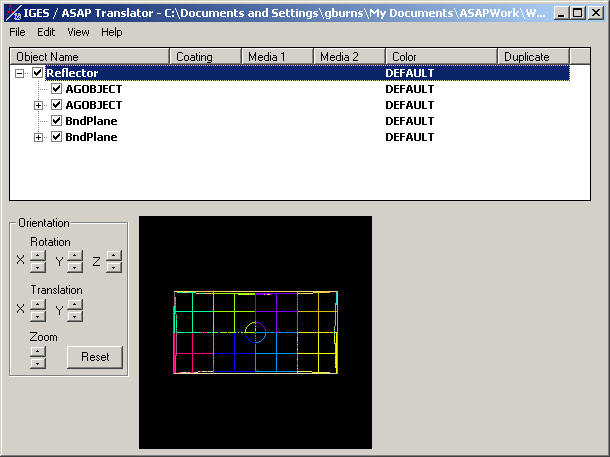 IGES / ASAP Translator - C:\Documents and Settings\gburns\My Documents\ASAPWork\W...
File Edit View Help
Object Name Coating Media 1 Media 2 Color Duplicate
Reflector DEFAULT
AGOBJECT DEFAULT
AGOBJECT DEFAULT
BndPlane DEFAULT
BndPlane DEFAULT
Orientation
Rotation
X Y Z
Translation
X Y
Zoom
Reset